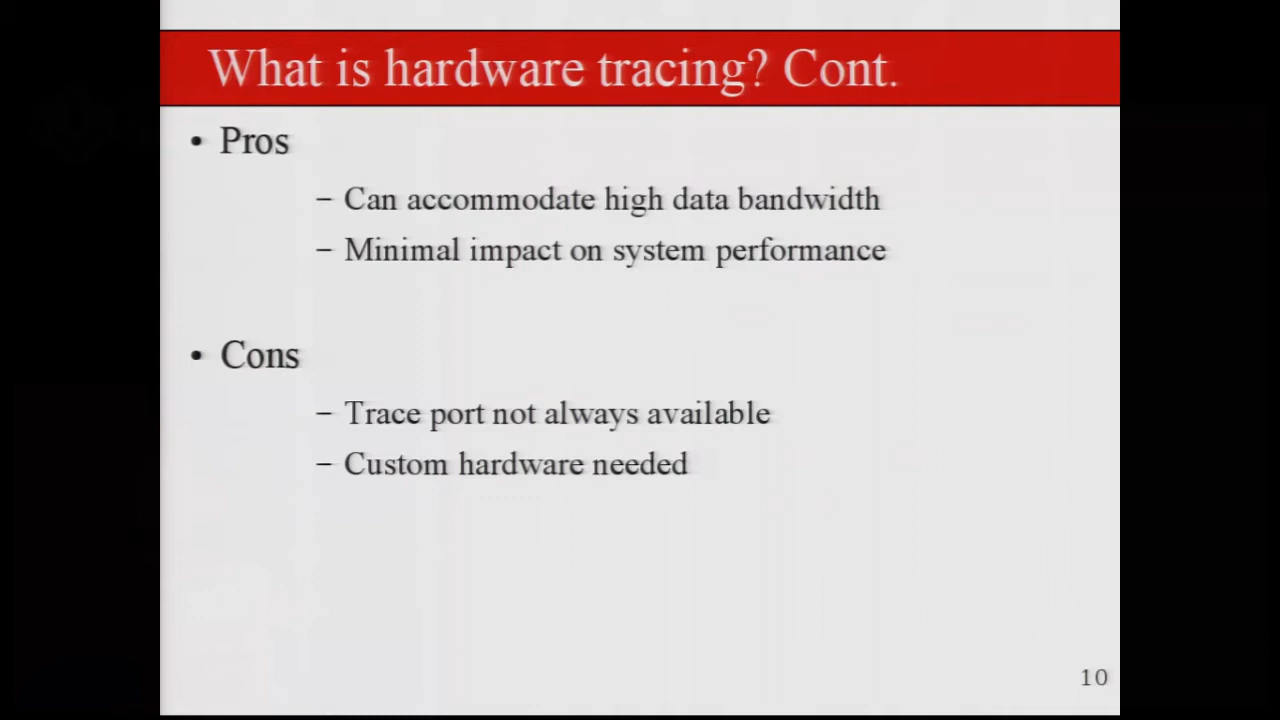 What is hardware tracing? Cont.
• Pros
– Can accommodate high data bandwidth
– Minimal impact on system performance
• Cons
– Trace port not always available
– Custom hardware needed
10